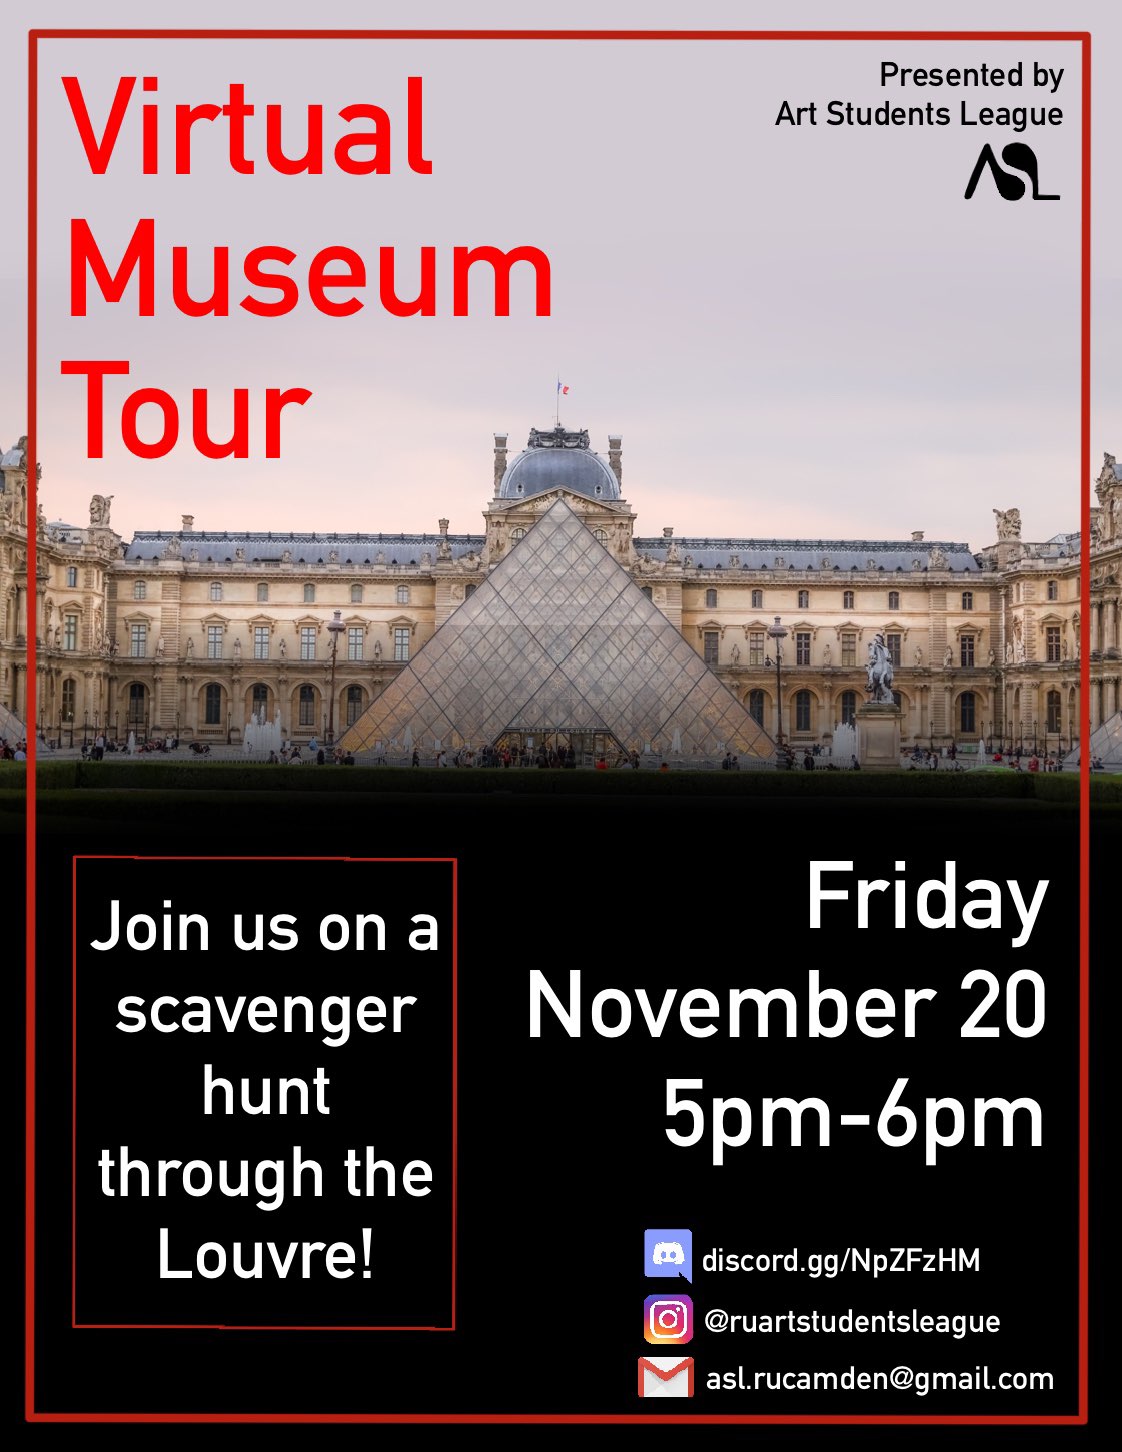 Virtual
Museum
Tour
Presented by
Art Students League
ASL
Join us on a
scavenger
hunt
through the
Louvre!
Friday
November 20
5pm-6pm
discord.gg/NpZFzHM
@ruartstudentsleague
asl.rucamden@gmail.com